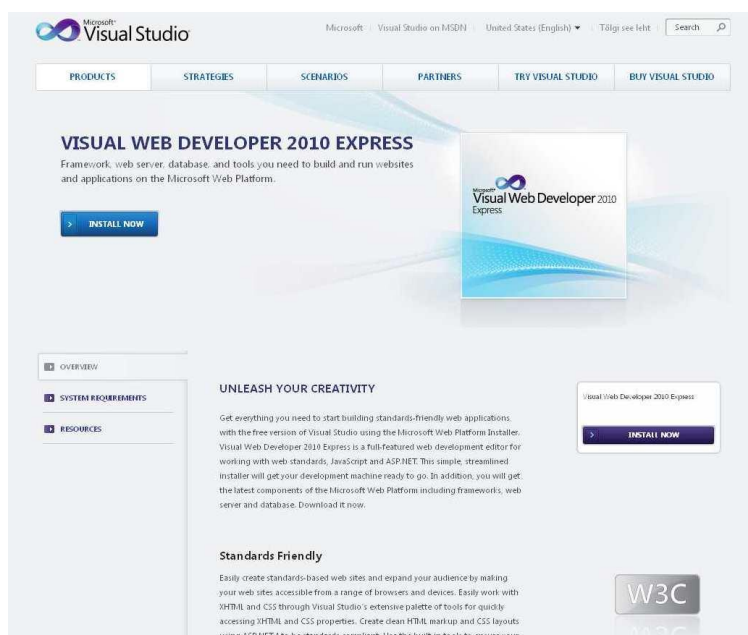 Microsoft
Visual Studio
Microsoft
Visual Studio on MSDN
United States (English)
Tõlgi see leht
Search
PRODUCTS
STRATEGIES
SCENARIOS
PARTNERS
TRY VISUAL STUDIO
BUY VISUAL STUDIO
VISUAL WEB DEVELOPER 2010 EXPRESS
Framework, web server, database, and tools you need to build and run websites
and applications on the Microsoft Web Platform.
INSTALL NOW
Microsoft
Visual Web Developer 2010
Express
OVERVIEW
SYSTEM REQUIREMENTS
RESOURCES
UNLEASH YOUR CREATIVITY
Get everything you need to start building standards-friendly web applications,
with the free version of Visual Studio using the Microsoft Web Platform Installer.
Visual Web Developer 2010 Express is a full-featured web development editor for
working with web standards, JavaScript and ASP.NET. This simple, streamlined
installer will get your development machine ready to go. In addition, you will get
the latest components of the Microsoft Web Platform including frameworks, web
server and database. Download it now.
Visual Web Developer 2010 Express
INSTALL NOW
Standards Friendly
Easily create standards-based web sites and expand your audience by making
your web sites accessible from a range of browsers and devices. Easily work with
XHTML and CSS through Visual Studio's extensive palette of tools for quickly
accessing XHTML and CSS properties. Create clean HTML markup and CSS layouts
W3C